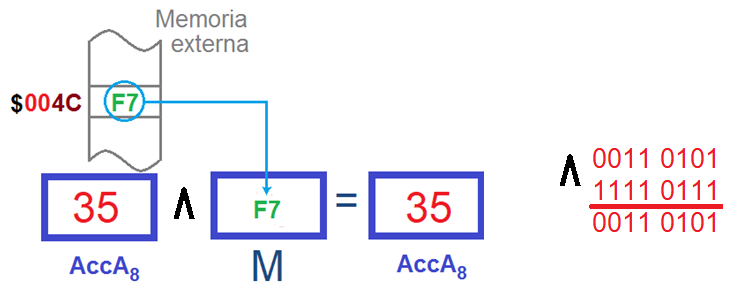 Memoria
externa
$004C F7
35 ∧ F7 = 35
AccA8 M AccA8
∧ 0011 0101
1111 0111
0011 0101